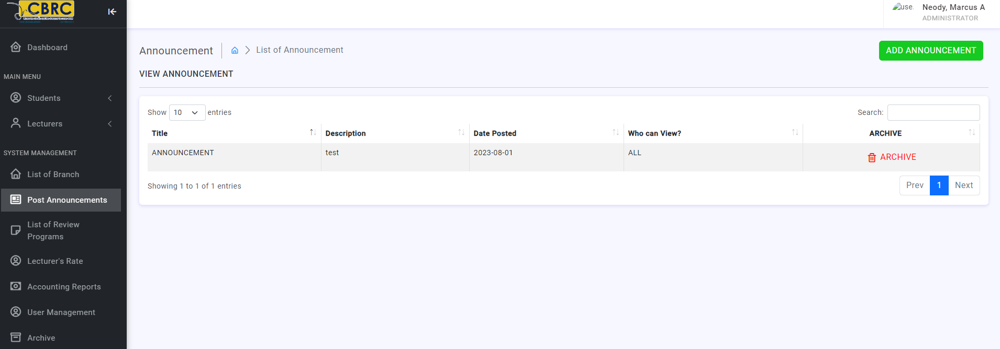 CBRC
use
Neody, Marcus A
ADMINISTRATOR
Dashboard
MAIN MENU
Students
Lecturers
SYSTEM MANAGEMENT
List of Branch
Post Announcements
List of Review
Programs
Lecturer's Rate
Accounting Reports
User Management
Archive
Announcement
List of Announcement
ADD ANNOUNCEMENT
VIEW ANNOUNCEMENT
Show 10 entries
Search:
Title Description Date Posted Who can View? ARCHIVE
ANNOUNCEMENT test 2023-08-01 ALL ARCHIVE
Showing 1 to 1 of 1 entries
Prev 1 Next